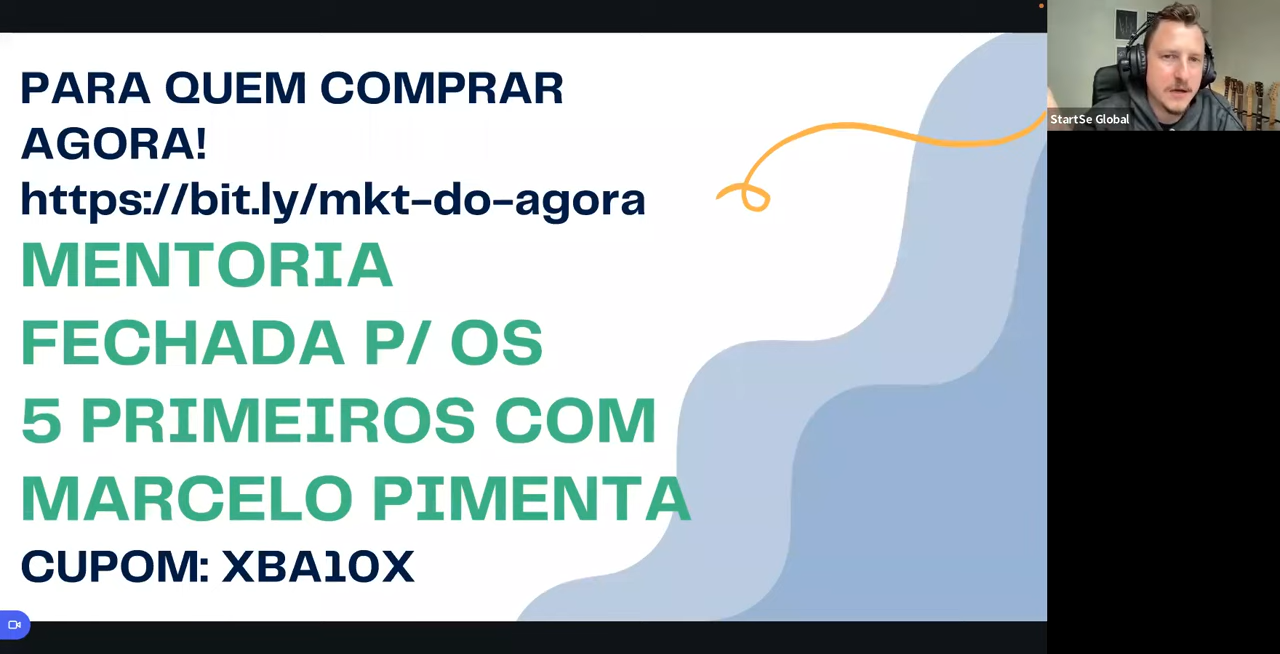 PARA QUEM COMPRAR
AGORA!
https://bit.ly/mkt-do-agora
MENTORIA
FECHADA P/ OS
5 PRIMEIROS COM
MARCELO PIMENTA
CUPOM: XBA10X
StartSe Global